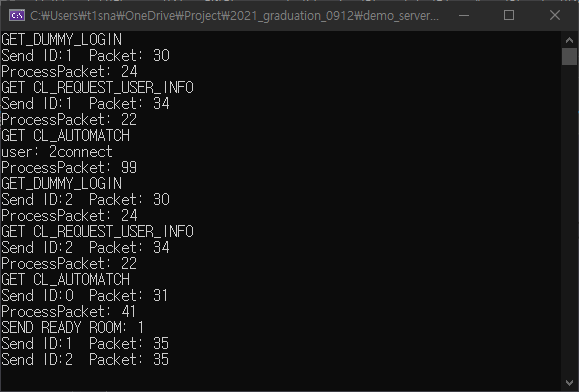 C:₩Users₩t1sna₩OneDrive₩Project₩2021_graduation_0912₩demo_server...
GET_DUMMY_LOGIN
Send ID:1  Packet: 30
ProcessPacket: 24
GET CL_REQUEST_USER_INFO
Send ID:1  Packet: 34
ProcessPacket: 22
GET CL_AUTOMATCH
user: 2connect
ProcessPacket: 99
GET_DUMMY_LOGIN
Send ID:2  Packet: 30
ProcessPacket: 24
GET CL_REQUEST_USER_INFO
Send ID:2  Packet: 34
ProcessPacket: 22
GET CL_AUTOMATCH
Send ID:0  Packet: 31
ProcessPacket: 41
SEND READY ROOM: 1
Send ID:1  Packet: 35
Send ID:2  Packet: 35